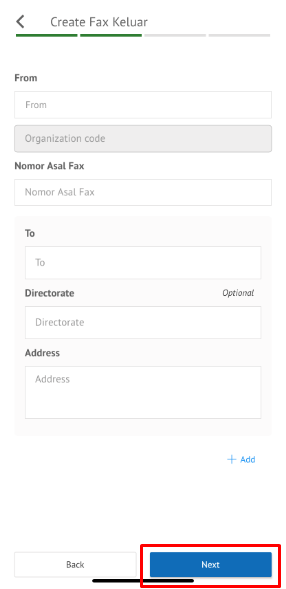 Create Fax Keluar
From
From
Organization code
Nomor Asal Fax
Nomor Asal Fax
To
To
Directorate Optional
Directorate
Address
Address
+ Add
Back Next